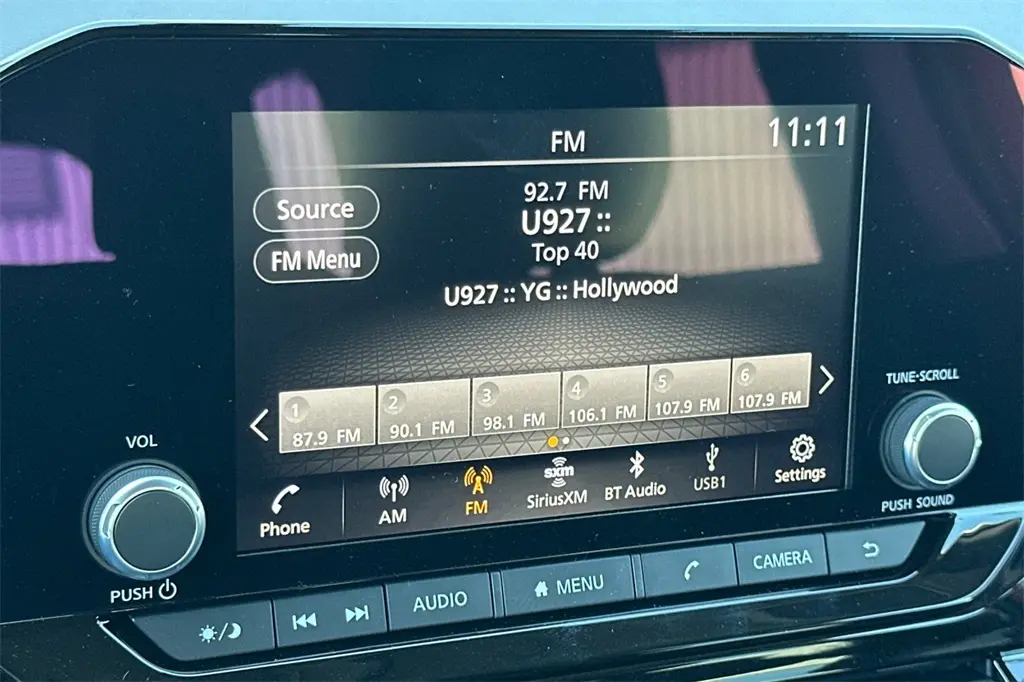 FM
11:11
Source
FM Menu
92.7 FM
U927 ::
Top 40
U927 :: YG :: Hollywood
1
87.9 FM
2
90.1 FM
3
98.1 FM
4
106.1 FM
5
107.9 FM
6
107.9 FM
Phone
AM
FM
sxm
SiriusXM
BT Audio
USB1
Settings
VOL
PUSH
TUNE·SCROLL
PUSH SOUND
AUDIO
MENU
CAMERA